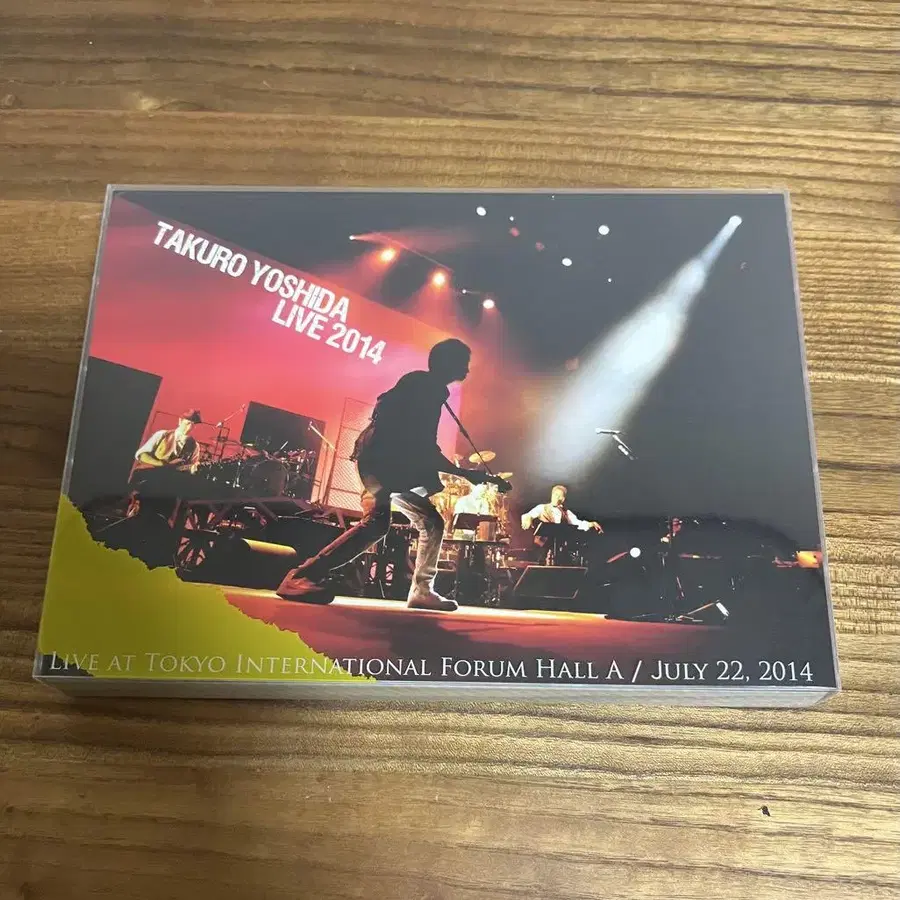 TAKURO YOSHIDA
LIVE 2014
LIVE AT TOKYO INTERNATIONAL FORUM HALL A / JULY 22, 2014